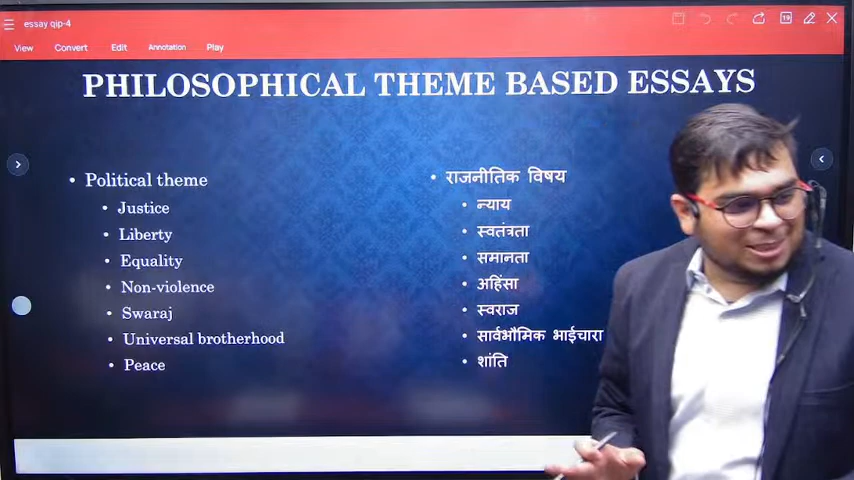 essay qip-4
View Convert Edit Annotation Play
19
PHILOSOPHICAL THEME BASED ESSAYS
• Political theme
• Justice
• Liberty
• Equality
• Non-violence
• Swaraj
• Universal brotherhood
• Peace
• राजनीतिक विषय
• न्याय
• स्वतंत्रता
• समानता
• अहिंसा
• स्वराज
• सार्वभौमिक भाईचारा
• शांति